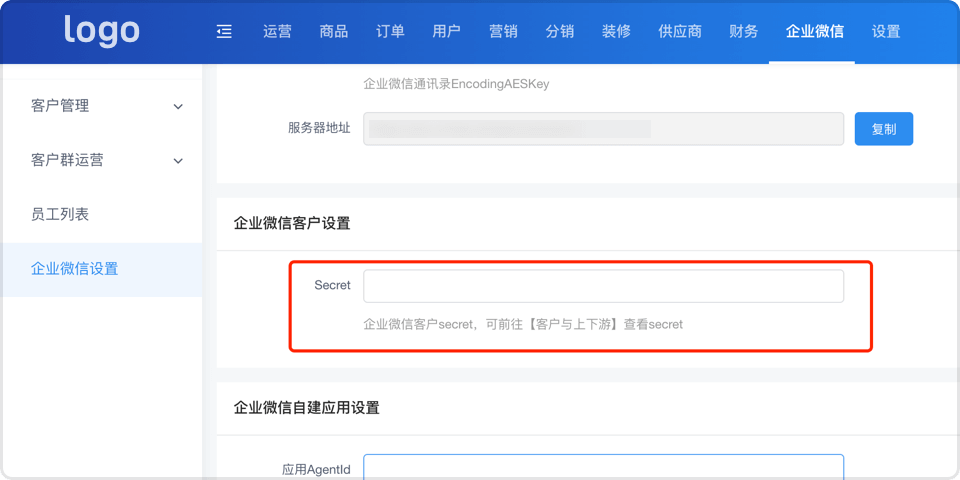 logo
运营 商品 订单 用户 营销 分销 装修 供应商 财务 企业微信 设置
客户管理
客户群运营
员工列表
企业微信设置
企业微信通讯录EncodingAESKey
服务器地址
复制
企业微信客户设置
Secret
企业微信客户secret，可前往【客户与上下游】查看secret
企业微信自建应用设置
应用AgentId